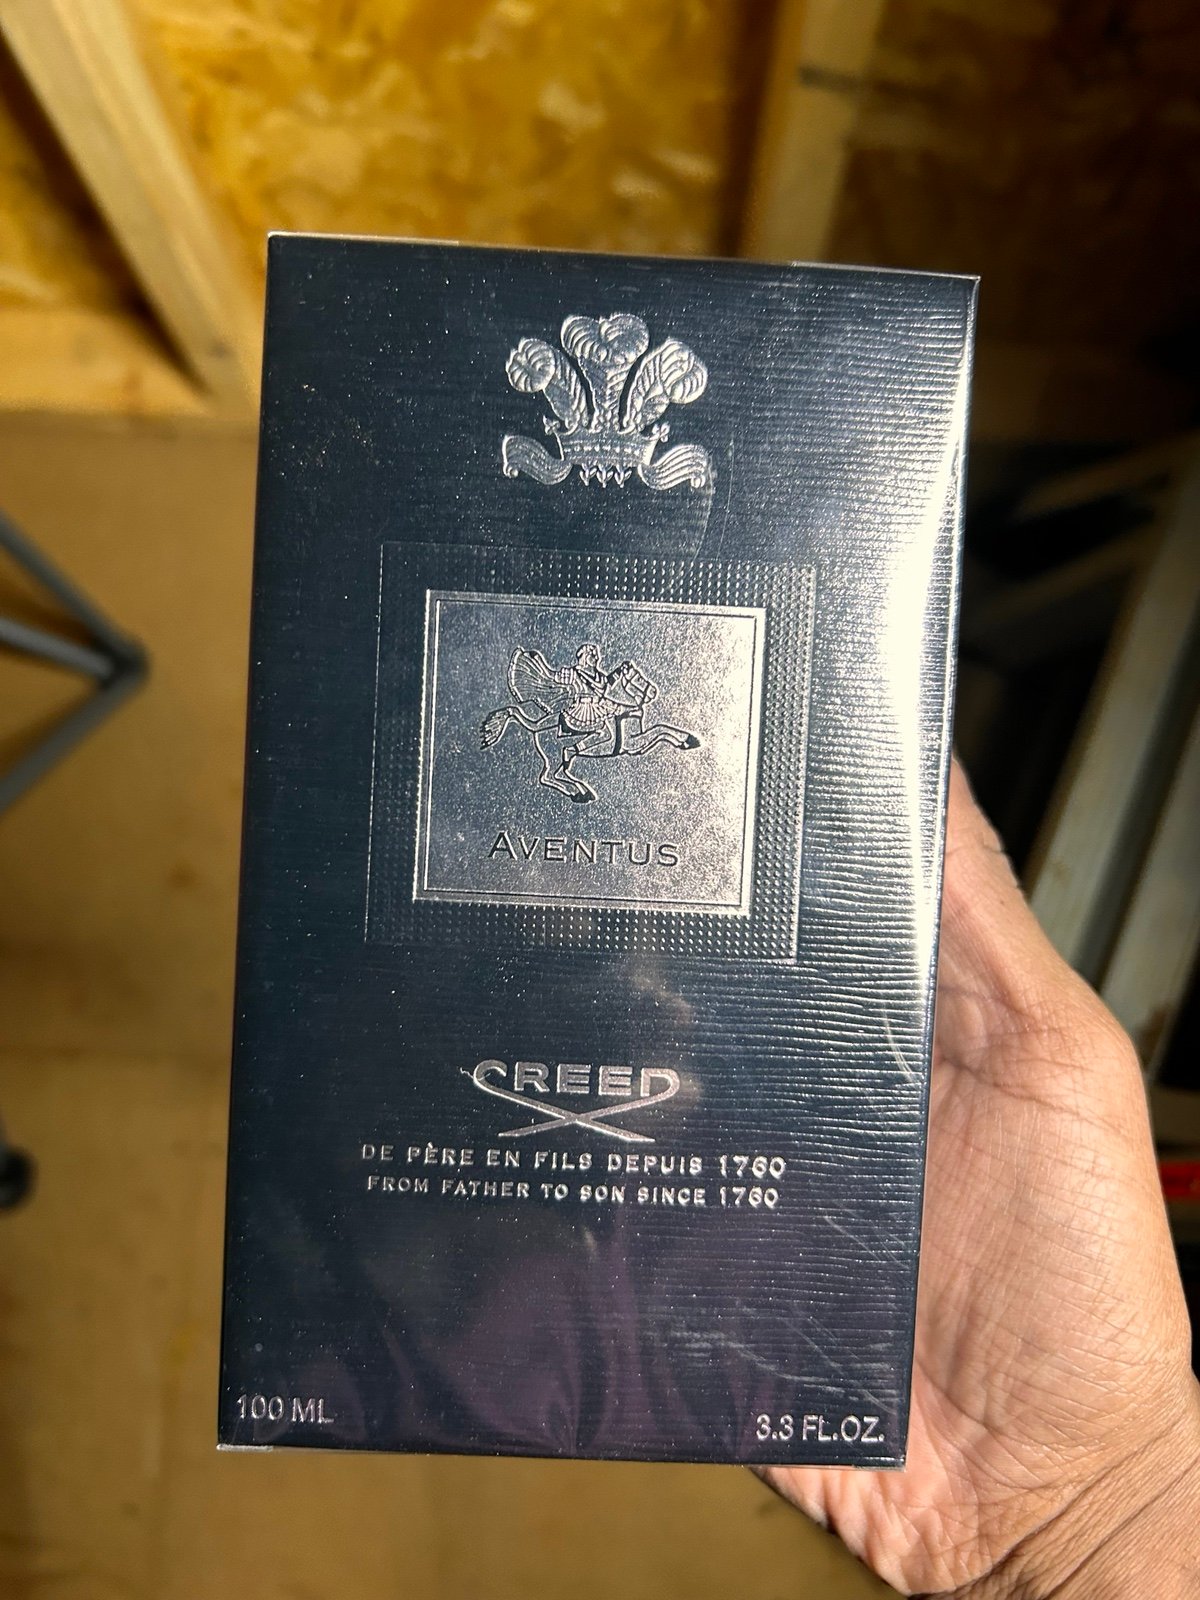 AVENTUS
CREED
DE PÈRE EN FILS DEPUIS 1760
FROM FATHER TO SON SINCE 1760
100 ML
3.3 FL.OZ.